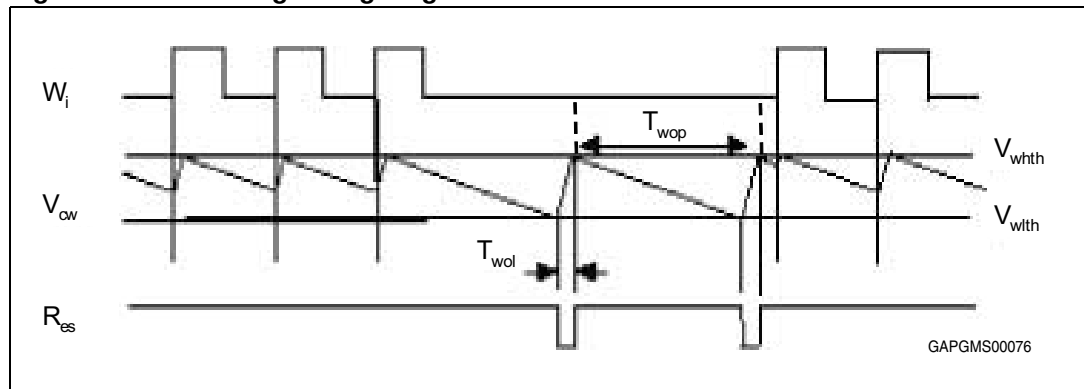 W_i
T_wop
V_whth
V_cw
V_wlth
T_wol
R_es
GAPGMS00076